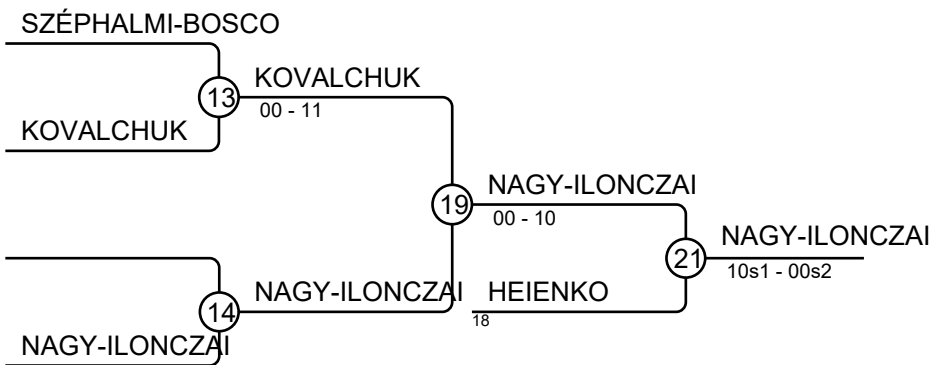 SZÉPHALMI-BOSCO
13
KOVALCHUK
00 - 11
KOVALCHUK
19
NAGY-ILONCZAI
00 - 10
21
NAGY-ILONCZAI
10s1 - 00s2
14
NAGY-ILONCZAI
HEIENKO
18
NAGY-ILONCZAI